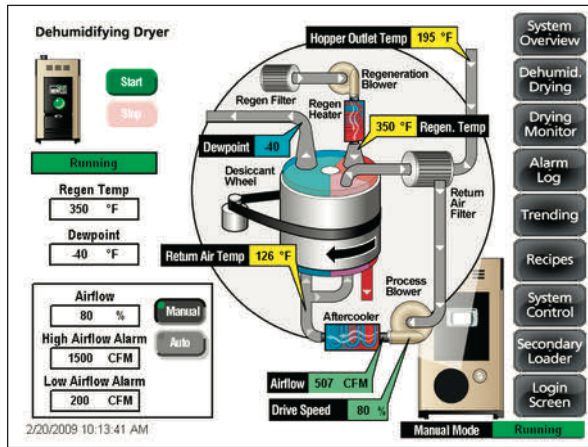 Dehumidifying Dryer
Start
Stop
Running
Regen Temp
350 °F
Dewpoint
-40 °F
Airflow
80 %
Manual
High Airflow Alarm
1500 CFM
Auto
Low Airflow Alarm
200 CFM
2/20/2009 10:13:41 AM
Hopper Outlet Temp 195 °F
Regeneration
Blower
Regen Filter
Regen
Heater
350 °F Regen. Temp
Dewpoint -40
Desiccant
Wheel
Return
Air
Filter
Return Air Temp 126 °F
Process
Blower
Aftercooler
Airflow 507 CFM
Drive Speed 80 %
Manual Mode Running
System
Overview
Dehumid.
Drying
Drying
Monitor
Alarm
Log
Trending
Recipes
System
Control
Secondary
Loader
Login
Screen